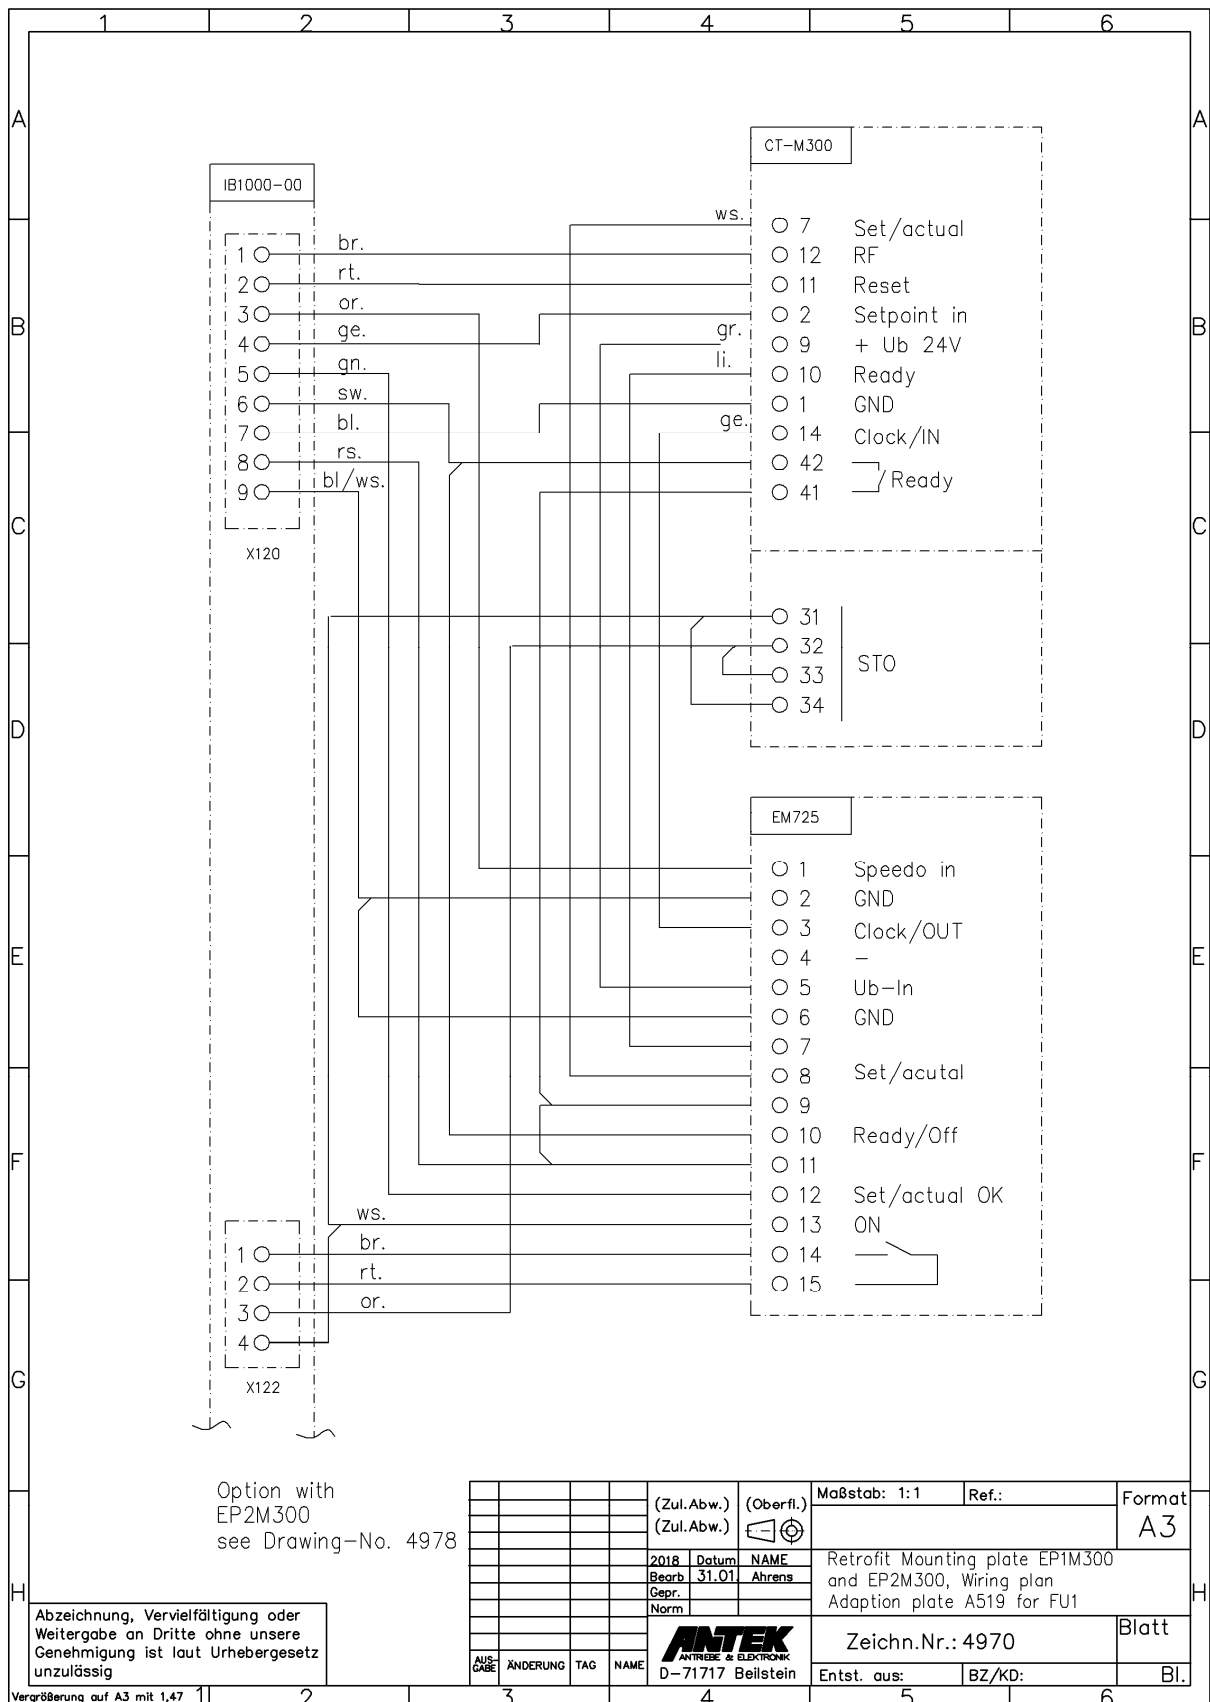 1 2 3 4 5 6
A A
CT-M300
IB1000-00
ws. 7 Set/actual
1 br. 12 RF
2 rt. 11 Reset
3 or. 2 Setpoint in
B B
4 ge. gr. 9 + Ub 24V
5 gn. li. 10 Ready
6 sw. 1 GND
7 bl. ge. 14 Clock/IN
8 rs. 42
/Ready
9 bl/ws. 41
C C
X120
31
32
STO
33
34
D D
EM725
1 Speedo in
2 GND
3 Clock/OUT
E E
4 -
5 Ub-In
6 GND
7
8 Set/acutal
9
10 Ready/Off
F F
11
12 Set/actual OK
ws. 13 ON
1 br. 14
2 rt. 15
3 or.
4
G G
X122
Option with
EP2M300
see Drawing-No. 4978
(Zul.Abw.) (Oberfl.) Maßstab: 1:1 Ref.: Format
(Zul.Abw.) A3
2018 Datum NAME
Bearb 31.01. Ahrens
Gepr.
Norm
Retrofit Mounting plate EP1M300
and EP2M300, Wiring plan
Adaption plate A519 for FU1
H H
Abzeichnung, Vervielfältigung oder
Weitergabe an Dritte ohne unsere
Genehmigung ist laut Urhebergesetz
unzulässig
AUS-
GABE ÄNDERUNG TAG NAME
ANTEK
ANTRIEBE & ELEKTRONIK
D-71717 Beilstein
Zeichn.Nr.: 4970
Blatt
Entst. aus: BZ/KD: Bl.
Vergrößerung auf A3 mit 1,47
1 2 3 4 5 6